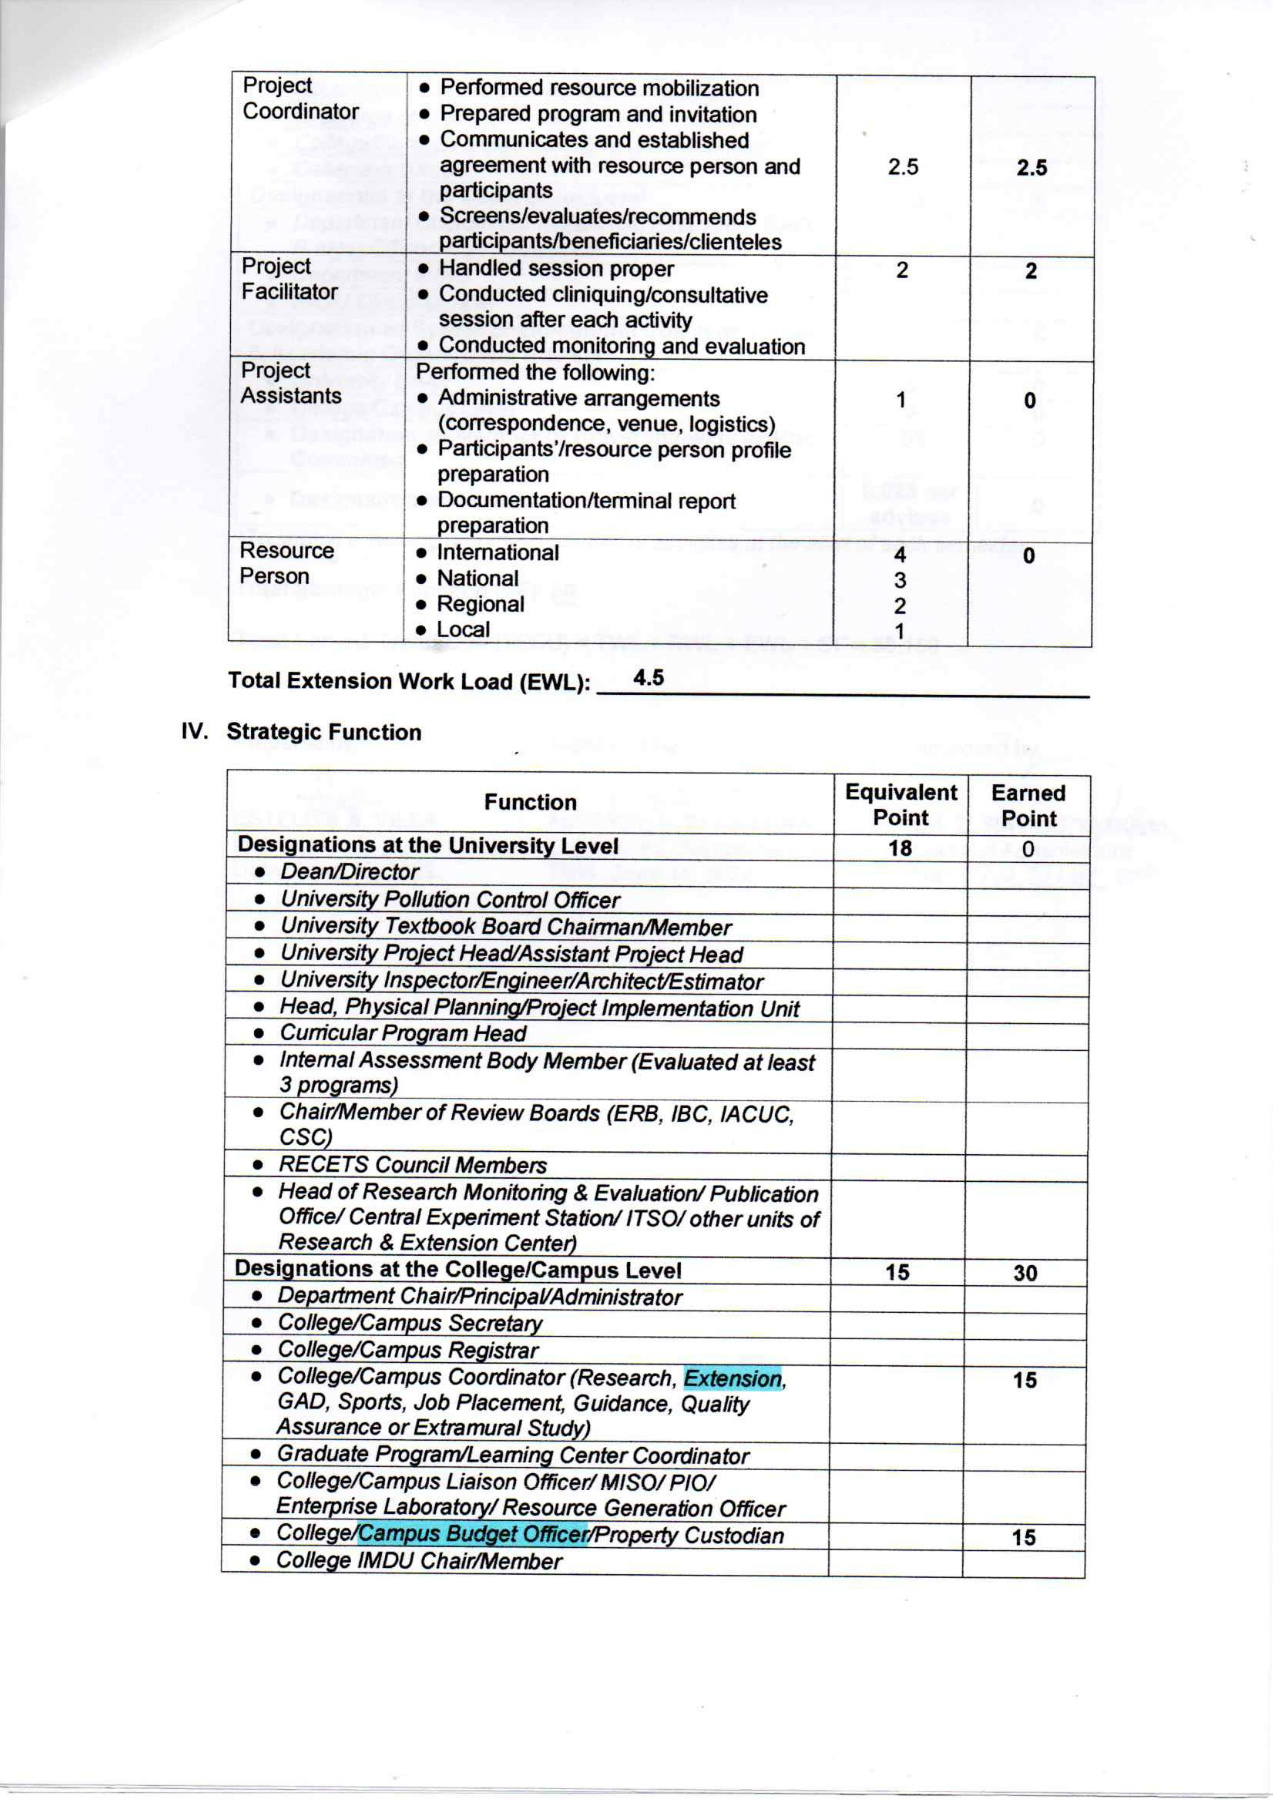 Project
Coordinator
• Performed resource mobilization
• Prepared program and invitation
• Communicates and established
agreement with resource person and
participants
• Screens/evaluates/recommends
participants/beneficiaries/clienteles
2.5
2.5
Project
Facilitator
• Handled session proper
• Conducted cliniquing/consultative
session after each activity
• Conducted monitoring and evaluation
2
2
Project
Assistants
Performed the following:
• Administrative arrangements
(correspondence, venue, logistics)
• Participants'/resource person profile
preparation
• Documentation/terminal report
preparation
1
0
Resource
Person
• International
• National
• Regional
• Local
4
3
2
1
0
Total Extension Work Load (EWL): 4.5
IV. Strategic Function
Function
Equivalent
Point
Earned
Point
Designations at the University Level 18 0
• Dean/Director
• University Pollution Control Officer
• University Textbook Board Chairman/Member
• University Project Head/Assistant Project Head
• University Inspector/Engineer/Architect/Estimator
• Head, Physical Planning/Project Implementation Unit
• Curricular Program Head
• Internal Assessment Body Member (Evaluated at least
3 programs)
• Chair/Member of Review Boards (ERB, IBC, IACUC,
CSC)
• RECETS Council Members
• Head of Research Monitoring & Evaluation/ Publication
Office/ Central Experiment Station/ ITSO/ other units of
Research & Extension Center)
Designations at the College/Campus Level 15 30
• Department Chair/Principal/Administrator
• College/Campus Secretary
• College/Campus Registrar
• College/Campus Coordinator (Research, Extension, 15
GAD, Sports, Job Placement, Guidance, Quality
Assurance or Extramural Study)
• Graduate Program/Learning Center Coordinator
• College/Campus Liaison Officer/ MISO/ PIO/
Enterprise Laboratory/ Resource Generation Officer
• College/Campus Budget Officer/Property Custodian 15
• College IMDU Chair/Member